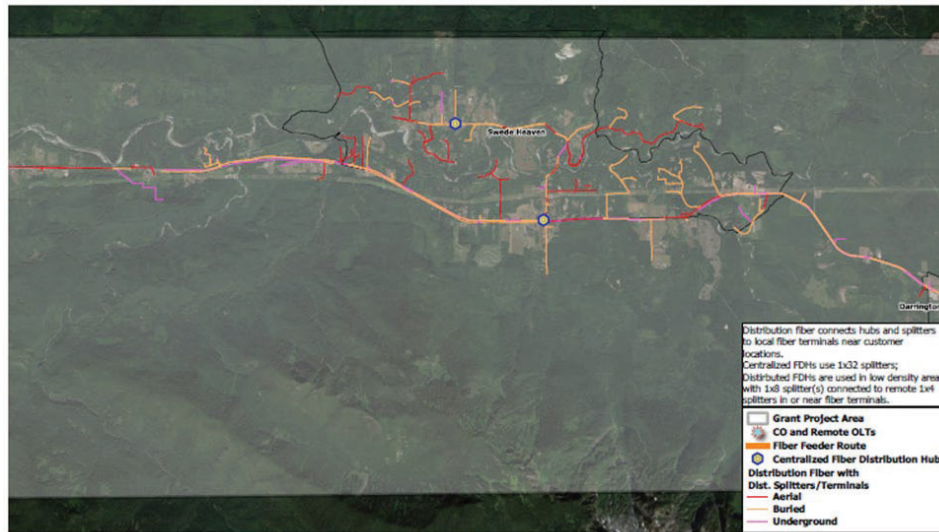 Swede Heaven
Darrington
Distribution fiber connects hubs and splitters
to local fiber terminals near customer
locations.
Centralized FDHs use 1x32 splitters;
Distirbuted FDHs are used in low density area
with 1x8 splitter(s) connected to remote 1x4
splitters in or near fiber terminals.
Grant Project Area
CO and Remote OLTs
Fiber Feeder Route
Centralized Fiber Distribution Hub
Distribution Fiber with
Dist. Splitters/Terminals
Aerial
Buried
Underground